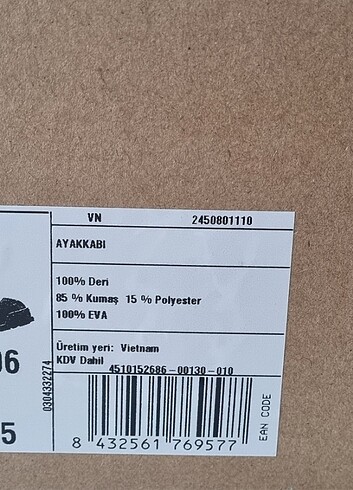 VN 2450801110
AYAKKABI
100% Deri
85 % Kumaş 15 % Polyester
100% EVA
Üretim yeri: Vietnam
KDV Dahil
4510152686-00130-010
0304332274
06
5
8 432561 769577
EAN CODE